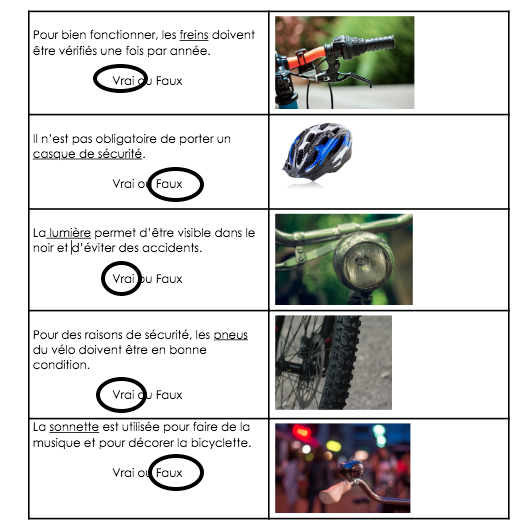 Pour bien fonctionner, les freins doivent
être vérifiés une fois par année.
Vrai ou Faux
Il n'est pas obligatoire de porter un
casque de sécurité.
Vrai ou Faux
La lumière permet d'être visible dans le
noir et d'éviter des accidents.
Vrai ou Faux
Pour des raisons de sécurité, les pneus
du vélo doivent être en bonne
condition.
Vrai ou Faux
La sonnette est utilisée pour faire de la
musique et pour décorer la bicyclette.
Vrai ou Faux